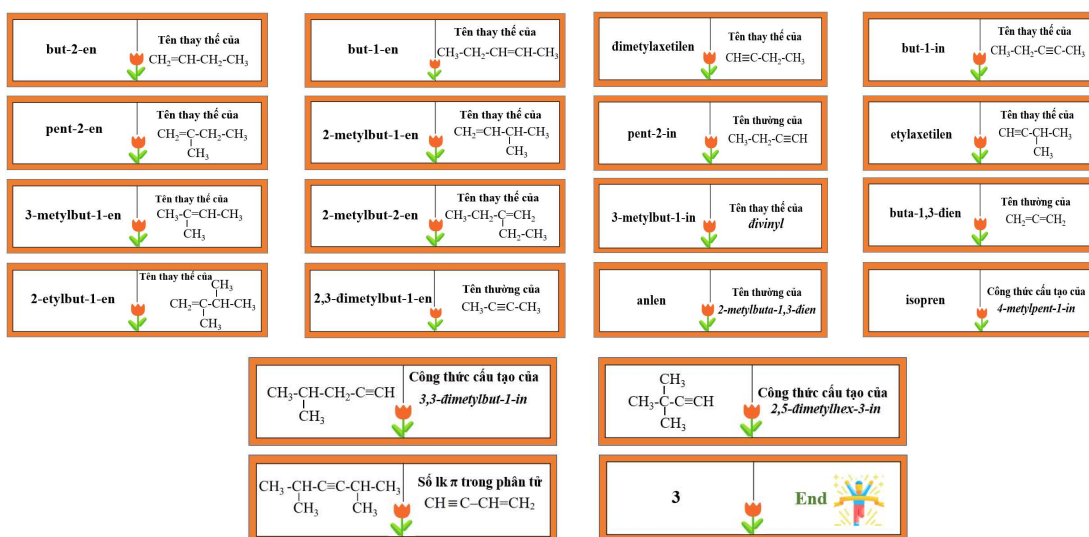 but-2-en
Tên thay thế của
CH₂=CH-CH₂-CH₃
but-1-en
Tên thay thế của
CH₃-CH₂-CH=CH-CH₃
đimetylaxetilen
Tên thay thế của
CH≡C-CH₂-CH₃
but-1-in
Tên thay thế của
CH₃-CH₂-C≡C-CH₃
pent-2-en
Tên thay thế của
CH₂=C-CH₂-CH₃
CH₃
2-metylbut-1-en
Tên thay thế của
CH₂=CH-CH-CH₃
CH₃
pent-2-in
Tên thường của
CH₃-CH₂-C≡CH
etylaxetilen
Tên thay thế của
CH≡C-CH-CH₃
CH₃
3-metylbut-1-en
Tên thay thế của
CH₃-C=CH-CH₃
CH₃
2-metylbut-2-en
Tên thay thế của
CH₃-CH₂-C=CH₂
CH₂-CH₃
3-metylbut-1-in
Tên thay thế của
đivinyl
buta-1,3-đien
Tên thường của
CH₂=C=CH₂
2-etylbut-1-en
Tên thay thế của
CH₃
CH₂=C-CH-CH₃
CH₃
2,3-đimetylbut-1-en
Tên thường của
CH₃-C≡C-CH₃
anlen
Tên thường của
2-metylbuta-1,3-đien
isopren
Công thức cấu tạo của
4-metylpent-1-in
CH₃-CH-CH₂-C≡CH
CH₃
Công thức cấu tạo của
3,3-đimetylbut-1-in
CH₃
CH₃-C-C≡CH
CH₃
Công thức cấu tạo của
2,5-đimetylhex-3-in
CH₃-CH-C≡C-CH-CH₃
CH₃ CH₃
Số lk π trong phân tử
CH≡C–CH=CH₂
3
End